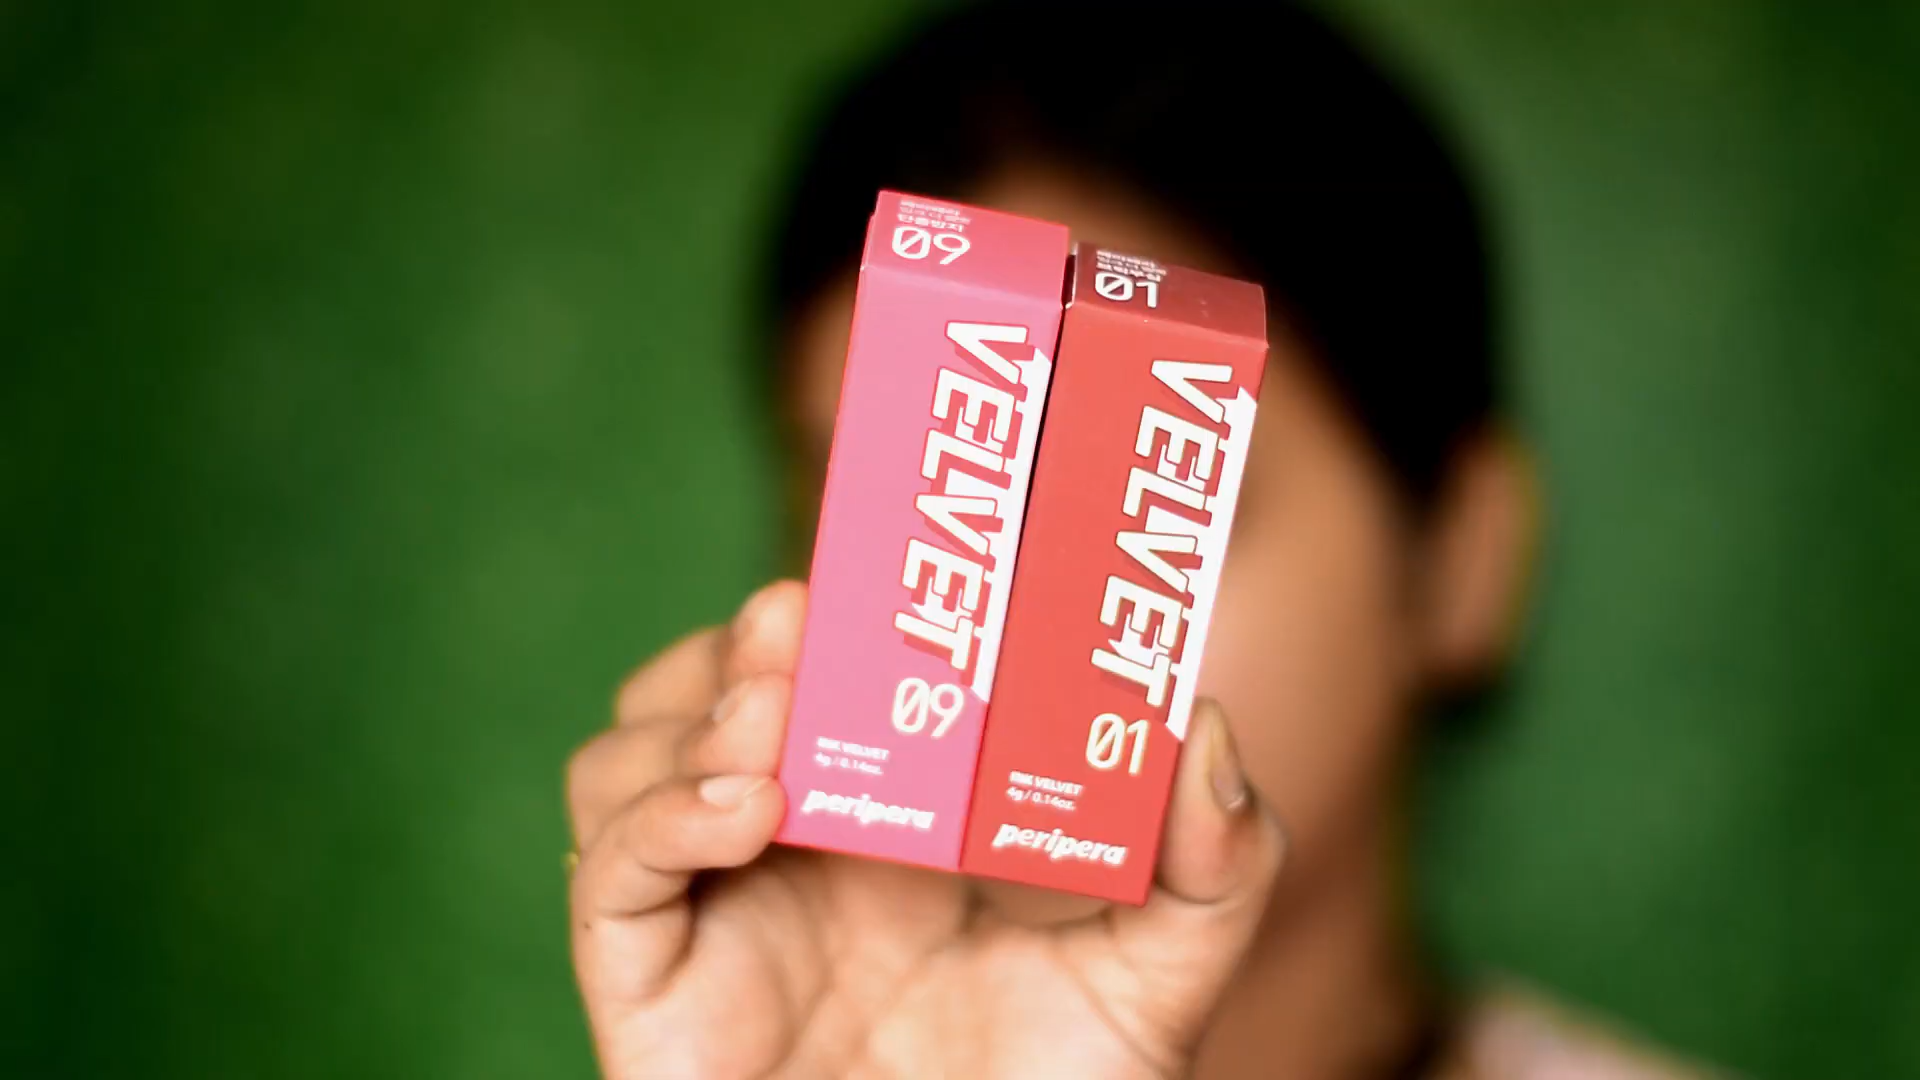 09
VELVET
09
INK VELVET
4g / 0.14oz.
peripera
01
VELVET
01
INK VELVET
4g / 0.14oz.
peripera